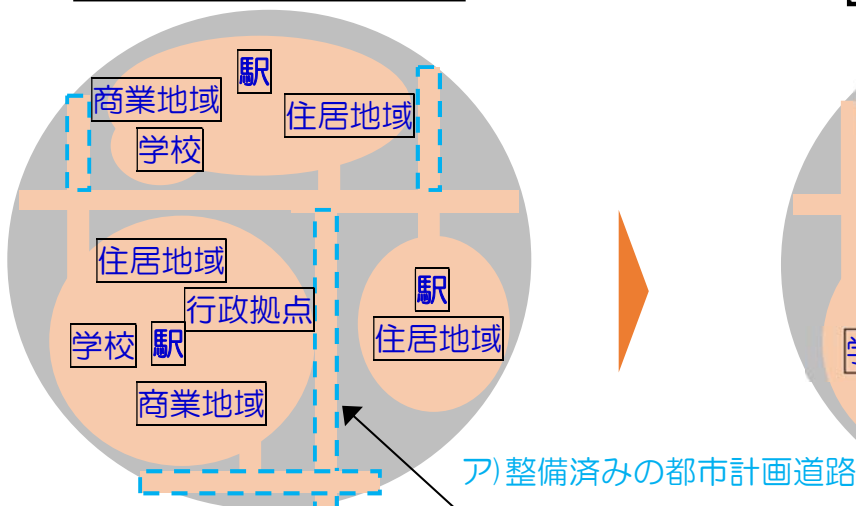 駅
商業地域
住居地域
学校
住居地域
行政拠点
学校
駅
商業地域
駅
住居地域
ア)整備済みの都市計画道路